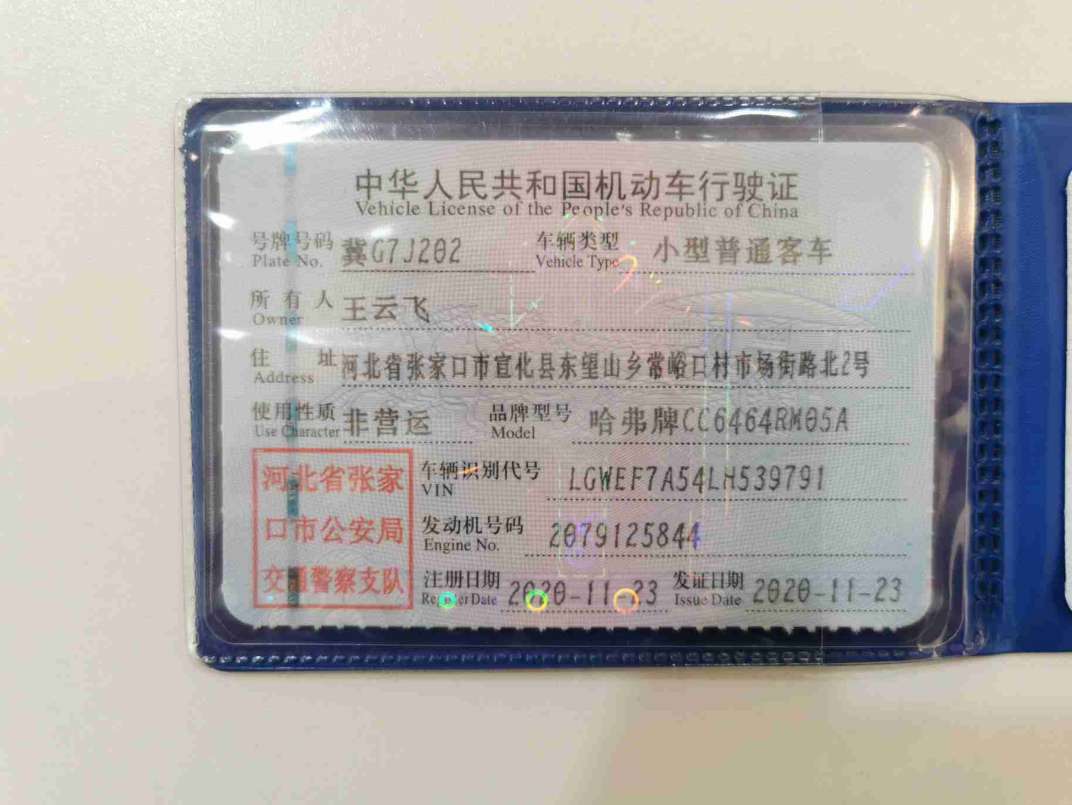 中华人民共和国机动车行驶证
Vehicle License of the People's Republic of China
号牌号码 Plate No. 冀G7J202 车辆类型 Vehicle Type 小型普通客车
所有人 Owner 王云飞
住址 Address 河北省张家口市宣化县东望山乡常峪口村市场街路北2号
使用性质 Use Character 非营运 品牌型号 Model 哈弗牌CC6464RM05A
车辆识别代号 VIN LGWEF7A54LH539791
发动机号码 Engine No. 2079125844
注册日期 Register Date 2020-11-23 发证日期 Issue Date 2020-11-23
河北省张家
口市公安局
交通警察支队